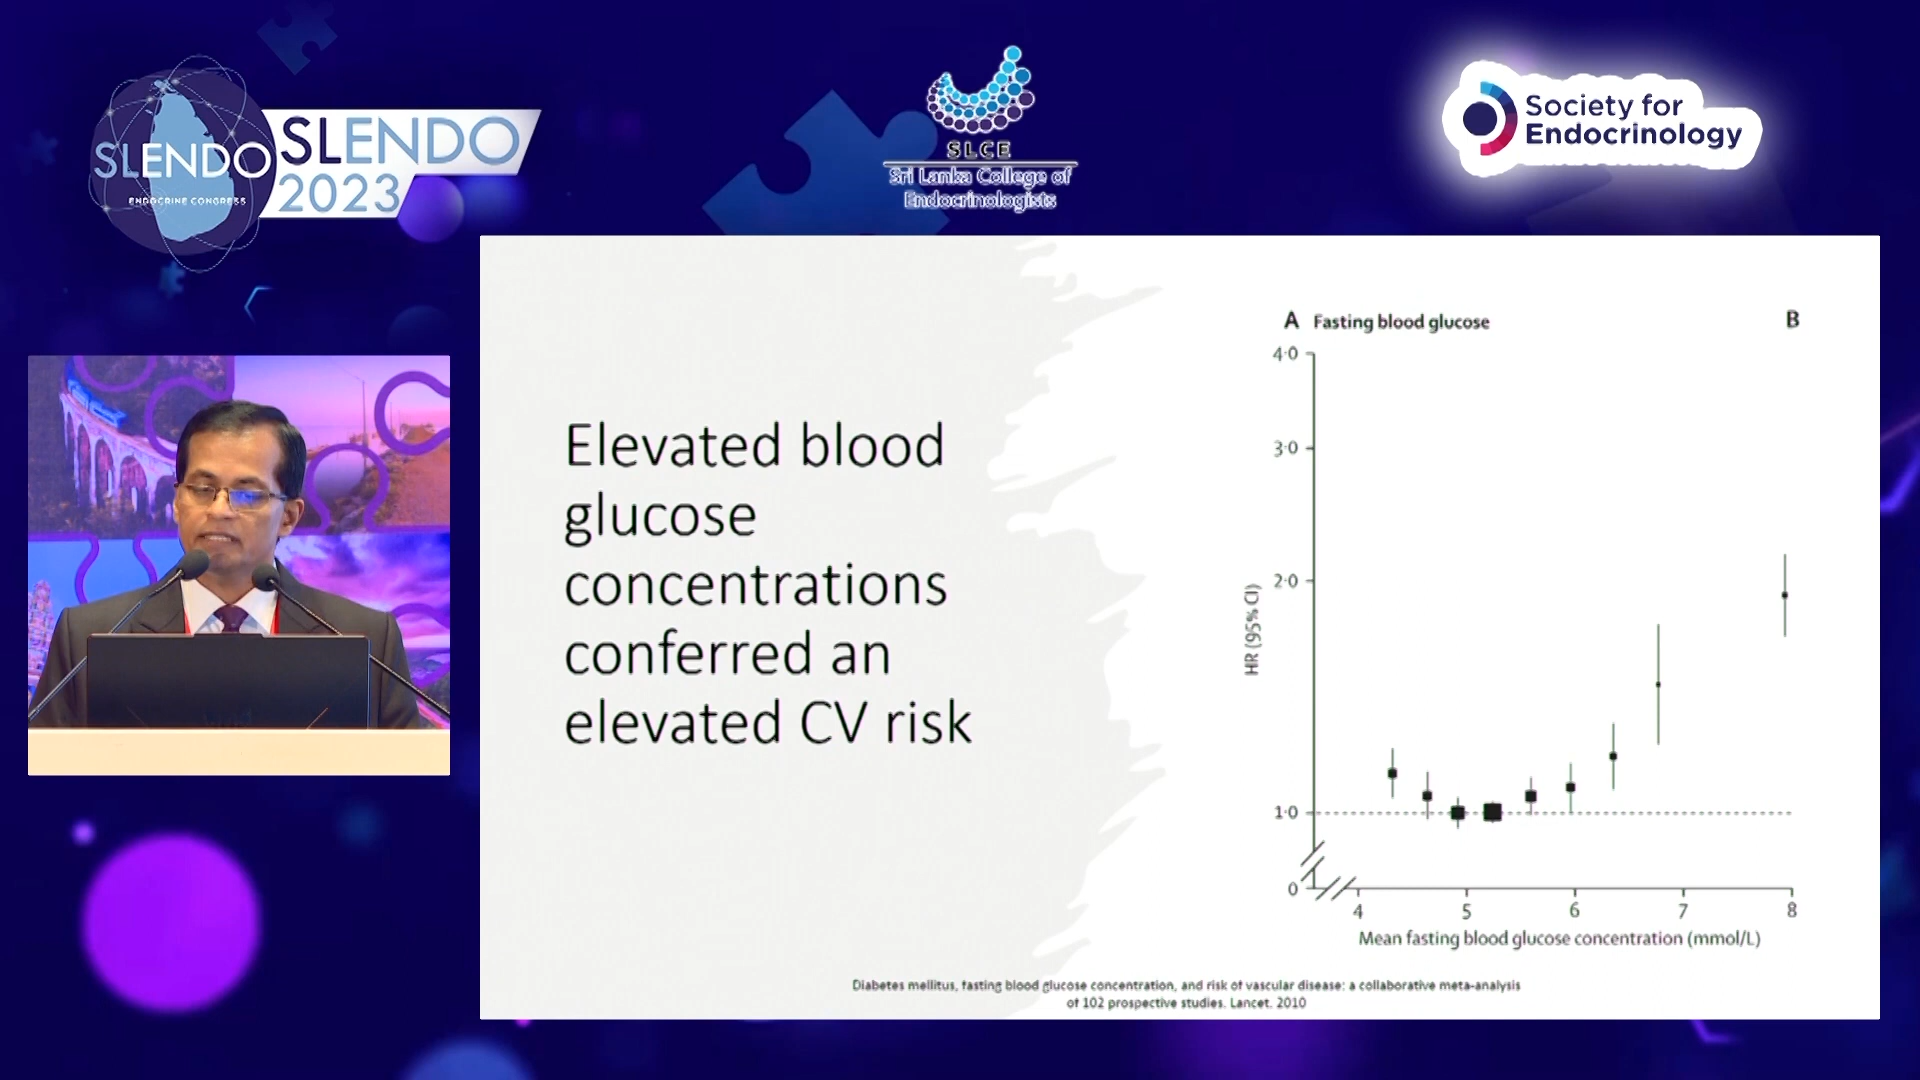 SLENDO
ENDOCRINE CONGRESS
SLENDO
2023
SLCE
Sri Lanka College of
Endocrinologists
Society for
Endocrinology
Elevated blood
glucose
concentrations
conferred an
elevated CV risk
A Fasting blood glucose
B
4·0
3·0
2·0
1·0
0
HR (95% CI)
4 5 6 7 8
Mean fasting blood glucose concentration (mmol/L)
Diabetes mellitus, fasting blood glucose concentration, and risk of vascular disease: a collaborative meta-analysis
of 102 prospective studies. Lancet. 2010